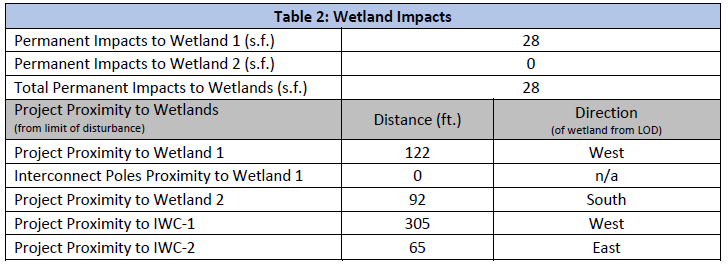 Table 2: Wetland Impacts
Permanent Impacts to Wetland 1 (s.f.) 28
Permanent Impacts to Wetland 2 (s.f.) 0
Total Permanent Impacts to Wetlands (s.f.) 28
Project Proximity to Wetlands
(from limit of disturbance)
Distance (ft.)
Direction
(of wetland from LOD)
Project Proximity to Wetland 1 122 West
Interconnect Poles Proximity to Wetland 1 0 n/a
Project Proximity to Wetland 2 92 South
Project Proximity to IWC-1 305 West
Project Proximity to IWC-2 65 East